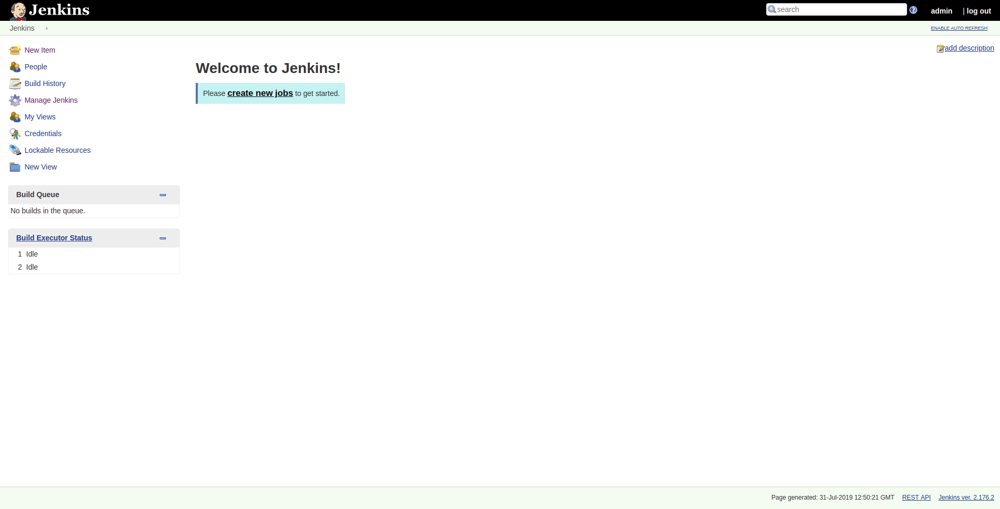 Jenkins
search
admin
| log out
Jenkins
ENABLE AUTO REFRESH
New Item
People
Build History
Manage Jenkins
My Views
Credentials
Lockable Resources
New View
Build Queue
No builds in the queue.
Build Executor Status
1 Idle
2 Idle
add description
Welcome to Jenkins!
Please create new jobs to get started.
Page generated: 31-Jul-2019 12:50:21 GMT REST API Jenkins ver. 2.176.2